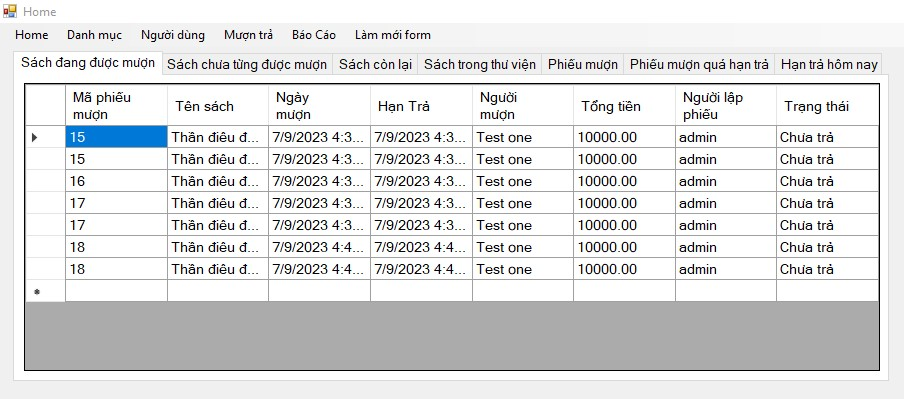 Home
Home Danh mục Người dùng Mượn trả Báo Cáo Làm mới form
Sách đang được mượn Sách chưa từng được mượn Sách còn lại Sách trong thư viện Phiếu mượn Phiếu mượn quá hạn trả Hạn trả hôm nay
Mã phiếu mượn Tên sách Ngày mượn Hạn Trả Người mượn Tổng tiền Người lập phiếu Trạng thái
15 Thần điêu đ... 7/9/2023 4:3... 7/9/2023 4:3... Test one 10000.00 admin Chưa trả
15 Thần điêu đ... 7/9/2023 4:3... 7/9/2023 4:3... Test one 10000.00 admin Chưa trả
16 Thần điêu đ... 7/9/2023 4:3... 7/9/2023 4:3... Test one 10000.00 admin Chưa trả
17 Thần điêu đ... 7/9/2023 4:3... 7/9/2023 4:3... Test one 10000.00 admin Chưa trả
17 Thần điêu đ... 7/9/2023 4:3... 7/9/2023 4:3... Test one 10000.00 admin Chưa trả
18 Thần điêu đ... 7/9/2023 4:4... 7/9/2023 4:4... Test one 10000.00 admin Chưa trả
18 Thần điêu đ... 7/9/2023 4:4... 7/9/2023 4:4... Test one 10000.00 admin Chưa trả